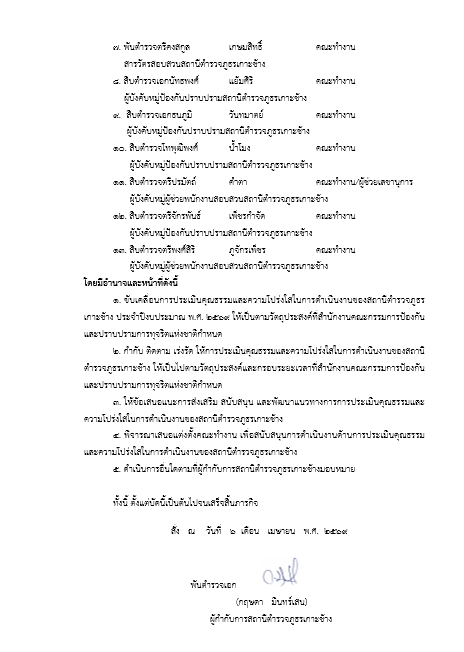 ๗. พันตำรวจตรีคงสกูล เกษมสิทธิ์ คณะทำงาน
สารวัตรสอบสวนสถานีตำรวจภูธรเกาะช้าง
๘. สิบตำรวจเอกนัทธพงศ์ แย้มศิริ คณะทำงาน
ผู้บังคับหมู่ป้องกันปราบปรามสถานีตำรวจภูธรเกาะช้าง
๙. สิบตำรวจเอกธนภูมิ วันทมาตย์ คณะทำงาน
ผู้บังคับหมู่ป้องกันปราบปรามสถานีตำรวจภูธรเกาะช้าง
๑๐. สิบตำรวจโทพุฒิพงศ์ น้ำโมง คณะทำงาน
ผู้บังคับหมู่ป้องกันปราบปรามสถานีตำรวจภูธรเกาะช้าง
๑๑. สิบตำรวจตรีปรมัตถ์ คำตา คณะทำงาน/ผู้ช่วยเลขานุการ
ผู้บังคับหมู่ผู้ช่วยพนักงานสอบสวนสถานีตำรวจภูธรเกาะช้าง
๑๒. สิบตำรวจตรีจักรพันธ์ เพ็ชรกำจัด คณะทำงาน
ผู้บังคับหมู่ป้องกันปราบปรามสถานีตำรวจภูธรเกาะช้าง
๑๓. สิบตำรวจตรีพงศ์สิริ ภูจักรเพ็ชร คณะทำงาน
ผู้บังคับหมู่ผู้ช่วยพนักงานสอบสวนสถานีตำรวจภูธรเกาะช้าง
โดยมีอำนาจและหน้าที่ดังนี้
๑. ขับเคลื่อนการประเมินคุณธรรมและความโปร่งใสในการดำเนินงานของสถานีตำรวจภูธร
เกาะช้าง ประจำปีงบประมาณ พ.ศ. ๒๕๖๙ ให้เป็นตามวัตถุประสงค์ที่สำนักงานคณะกรรมการป้องกัน
และปราบปรามการทุจริตแห่งชาติกำหนด
๒. กำกับ ติดตาม เร่งรัด ให้การประเมินคุณธรรมและความโปร่งใสในการดำเนินงานของสถานี
ตำรวจภูธรเกาะช้าง ให้เป็นไปตามวัตถุประสงค์และกรอบระยะเวลาที่สำนักงานคณะกรรมการป้องกัน
และปราบปรามการทุจริตแห่งชาติกำหนด
๓. ให้ข้อเสนอแนะการส่งเสริม สนับสนุน และพัฒนาแนวทางการการประเมินคุณธรรมและ
ความโปร่งใสในการดำเนินงานของสถานีตำรวจภูธรเกาะช้าง
๔. พิจารณาเสนอแต่งตั้งคณะทำงาน เพื่อสนับสนุนการดำเนินงานด้านการประเมินคุณธรรม
และความโปร่งใสในการดำเนินงานของสถานีตำรวจภูธรเกาะช้าง
๕. ดำเนินการอื่นใดตามที่ผู้กำกับการสถานีตำรวจภูธรเกาะช้างมอบหมาย
ทั้งนี้ ตั้งแต่บัดนี้เป็นต้นไปจนเสร็จสิ้นภารกิจ
สั่ง ณ วันที่ ๖ เดือน เมษายน พ.ศ. ๒๕๖๙
พันตำรวจเอก
(กฤษดา มินทร์เสน)
ผู้กำกับการสถานีตำรวจภูธรเกาะช้าง